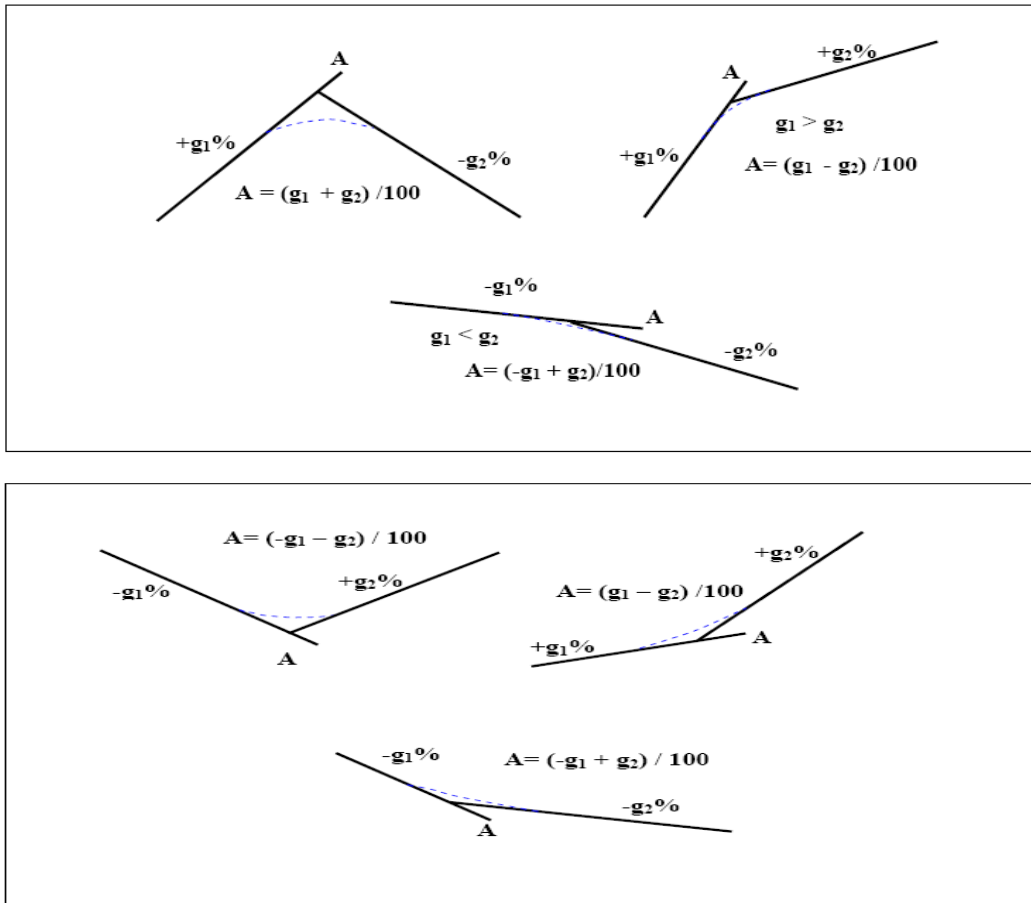 A
+g₁%
-g₂%
A = (g₁ + g₂) /100
+g₂%
A
g₁ > g₂
+g₁%
A= (g₁ - g₂) /100
-g₁%
A
g₁ < g₂
-g₂%
A= (-g₁ + g₂)/100
A= (-g₁ – g₂) / 100
-g₁%
+g₂%
A
+g₂%
A= (g₁ – g₂) /100
+g₁%
A
-g₁%
A= (-g₁ + g₂) / 100
-g₂%
A